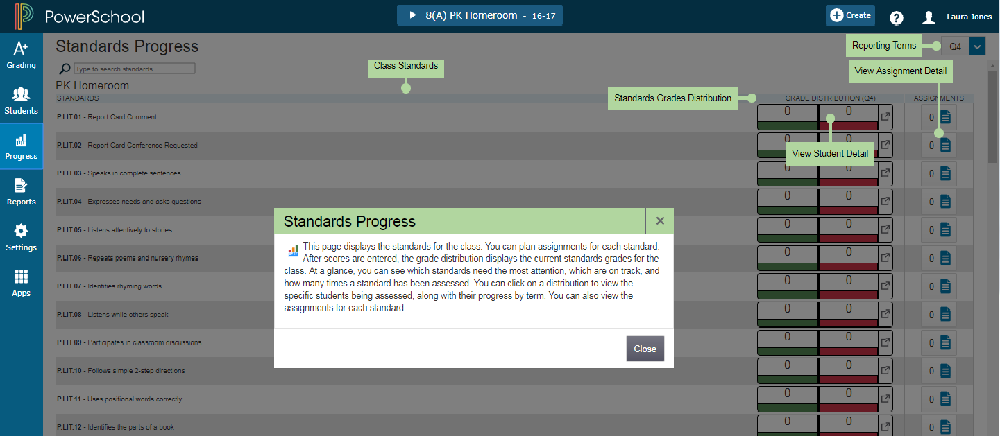 PowerSchool
8(A) PK Homeroom - 16-17
Create
?
Laura Jones
A+
Grading
Students
Progress
Reports
Settings
Apps
Standards Progress
Type to search standards
PK Homeroom
Class Standards
Standards Grades Distribution
Reporting Terms
Q4
View Assignment Detail
View Student Detail
STANDARDS GRADE DISTRIBUTION (Q4) ASSIGNMENTS
P.LIT.01 - Report Card Comment 0 0 0
P.LIT.02 - Report Card Conference Requested 0 0 0
P.LIT.03 - Speaks in complete sentences 0 0 0
P.LIT.04 - Expresses needs and asks questions 0 0 0
P.LIT.05 - Listens attentively to stories 0 0 0
P.LIT.06 - Repeats poems and nursery rhymes 0 0 0
P.LIT.07 - Identifies rhyming words 0 0 0
P.LIT.08 - Listens while others speak 0 0 0
P.LIT.09 - Participates in classroom discussions 0 0 0
P.LIT.10 - Follows simple 2-step directions 0 0 0
P.LIT.11 - Uses positional words correctly 0 0 0
P.LIT.12 - Identifies the parts of a book 0 0 0
Standards Progress
×
This page displays the standards for the class. You can plan assignments for each standard.
After scores are entered, the grade distribution displays the current standards grades for the
class. At a glance, you can see which standards need the most attention, which are on track, and
how many times a standard has been assessed. You can click on a distribution to view the
specific students being assessed, along with their progress by term. You can also view the
assignments for each standard.
Close